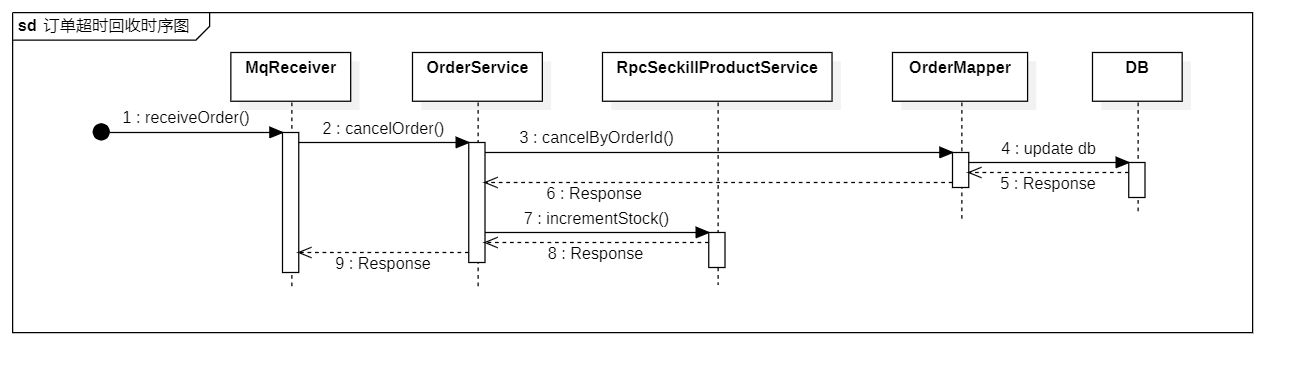 sd 订单超时回收时序图
MqReceiver
OrderService
RpcSeckillProductService
OrderMapper
DB
1 : receiveOrder()
2 : cancelOrder()
3 : cancelByOrderId()
4 : update db
5 : Response
6 : Response
7 : incrementStock()
8 : Response
9 : Response